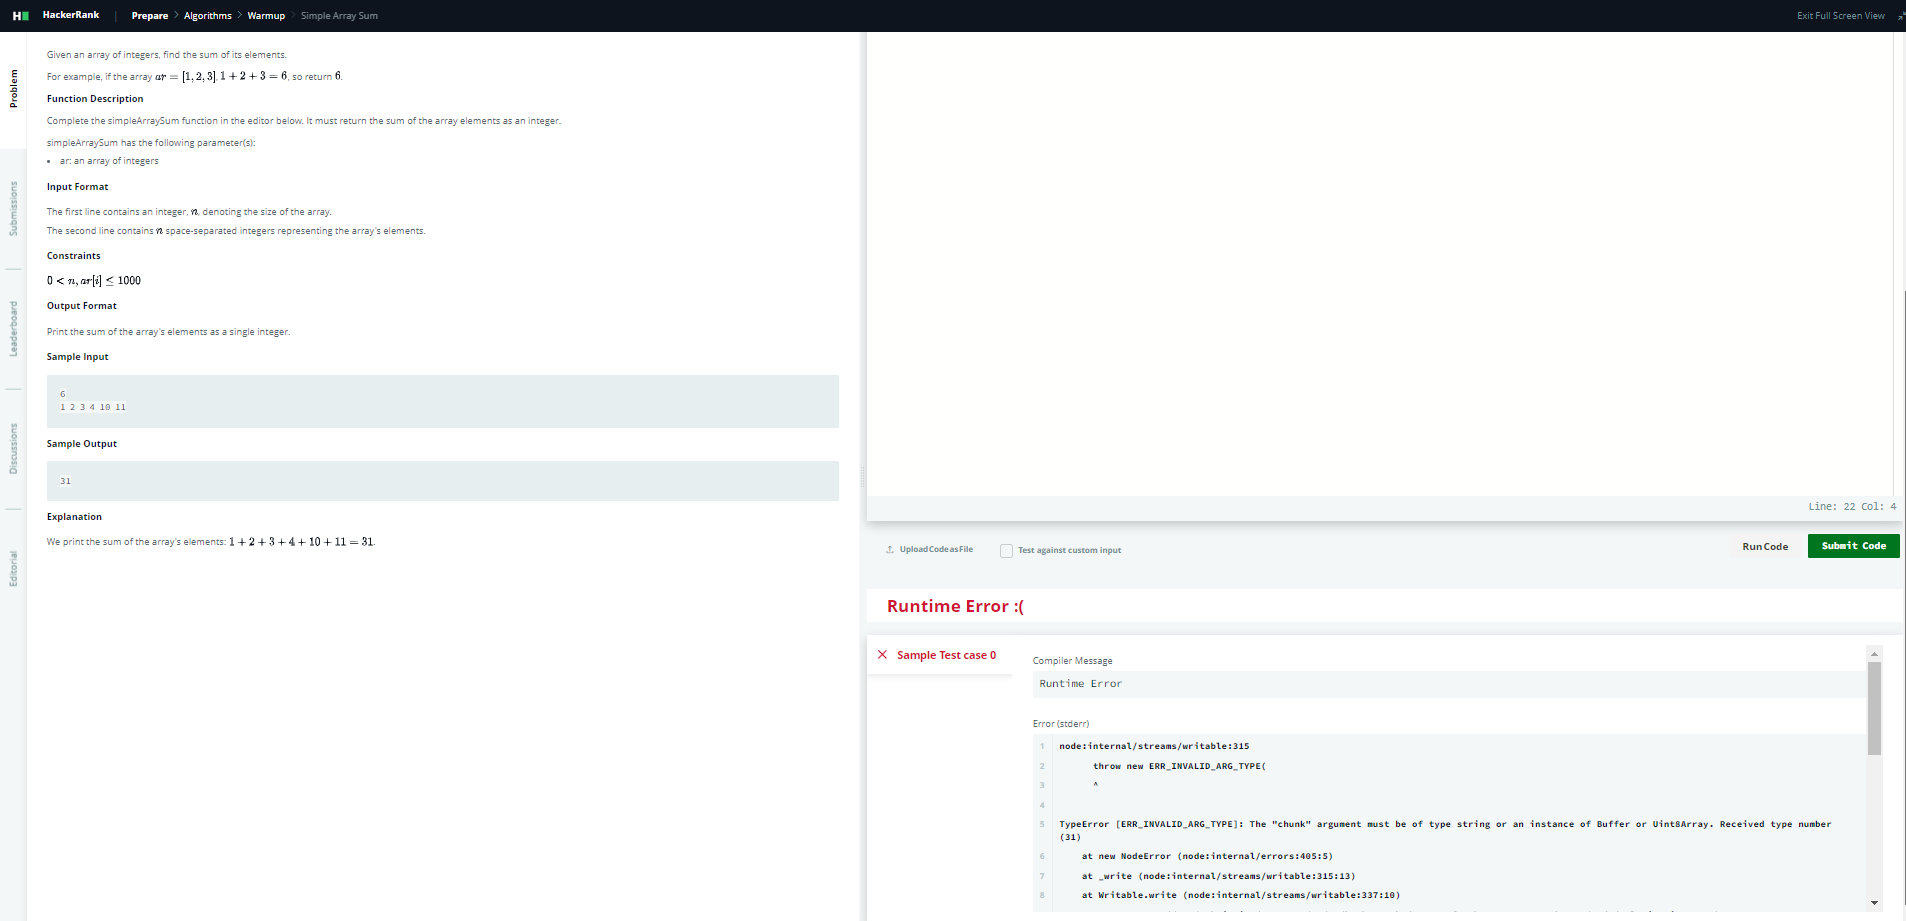 HackerRank | Prepare > Algorithms > Warmup > Simple Array Sum
Exit Full Screen View
Problem
Submissions
Leaderboard
Discussions
Editorial
Given an array of integers, find the sum of its elements.
For example, if the array ar = [1, 2, 3], 1 + 2 + 3 = 6, so return 6.
Function Description
Complete the simpleArraySum function in the editor below. It must return the sum of the array elements as an integer.
simpleArraySum has the following parameter(s):
• ar: an array of integers
Input Format
The first line contains an integer, n, denoting the size of the array.
The second line contains n space-separated integers representing the array's elements.
Constraints
0 < n, ar[i] ≤ 1000
Output Format
Print the sum of the array's elements as a single integer.
Sample Input
6
1 2 3 4 10 11
Sample Output
31
Explanation
We print the sum of the array's elements: 1 + 2 + 3 + 4 + 10 + 11 = 31.
Line: 22 Col: 4
Upload Code as File
Test against custom input
Run Code
Submit Code
Runtime Error :(
Sample Test case 0
Compiler Message
Runtime Error
Error (stderr)
1 node:internal/streams/writable:315
2 throw new ERR_INVALID_ARG_TYPE(
3 ^
4
5 TypeError [ERR_INVALID_ARG_TYPE]: The "chunk" argument must be of type string or an instance of Buffer or Uint8Array. Received type number
(31)
6 at new NodeError (node:internal/errors:405:5)
7 at _write (node:internal/streams/writable:315:13)
8 at Writable.write (node:internal/streams/writable:337:10)